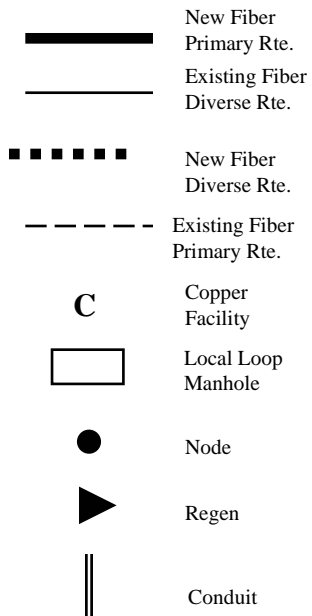 New Fiber
Primary Rte.
Existing Fiber
Diverse Rte.
New Fiber
Diverse Rte.
Existing Fiber
Primary Rte.
C
Copper
Facility
Local Loop
Manhole
Node
Regen
Conduit